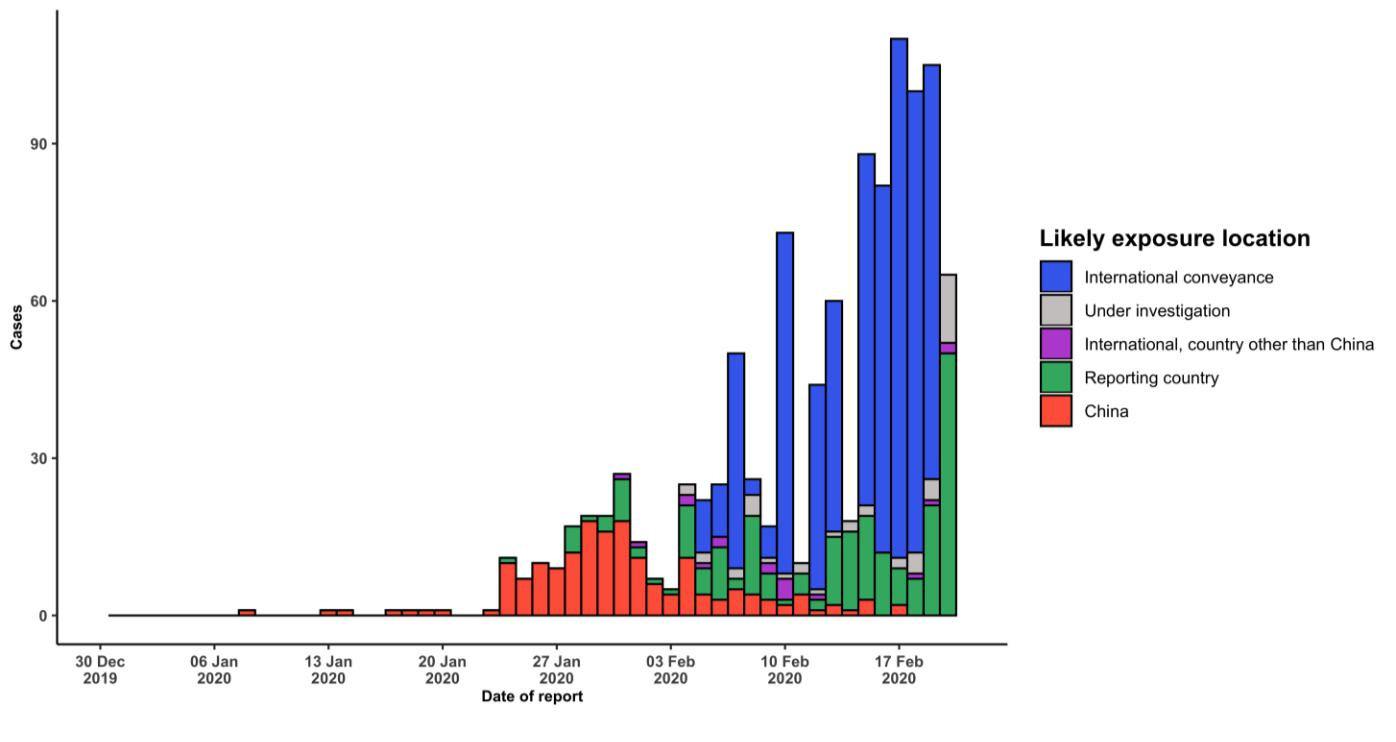 90
60
30
0
Cases
30 Dec
2019
06 Jan
2020
13 Jan
2020
20 Jan
2020
27 Jan
2020
03 Feb
2020
10 Feb
2020
17 Feb
2020
Date of report
Likely exposure location
International conveyance
Under investigation
International, country other than China
Reporting country
China